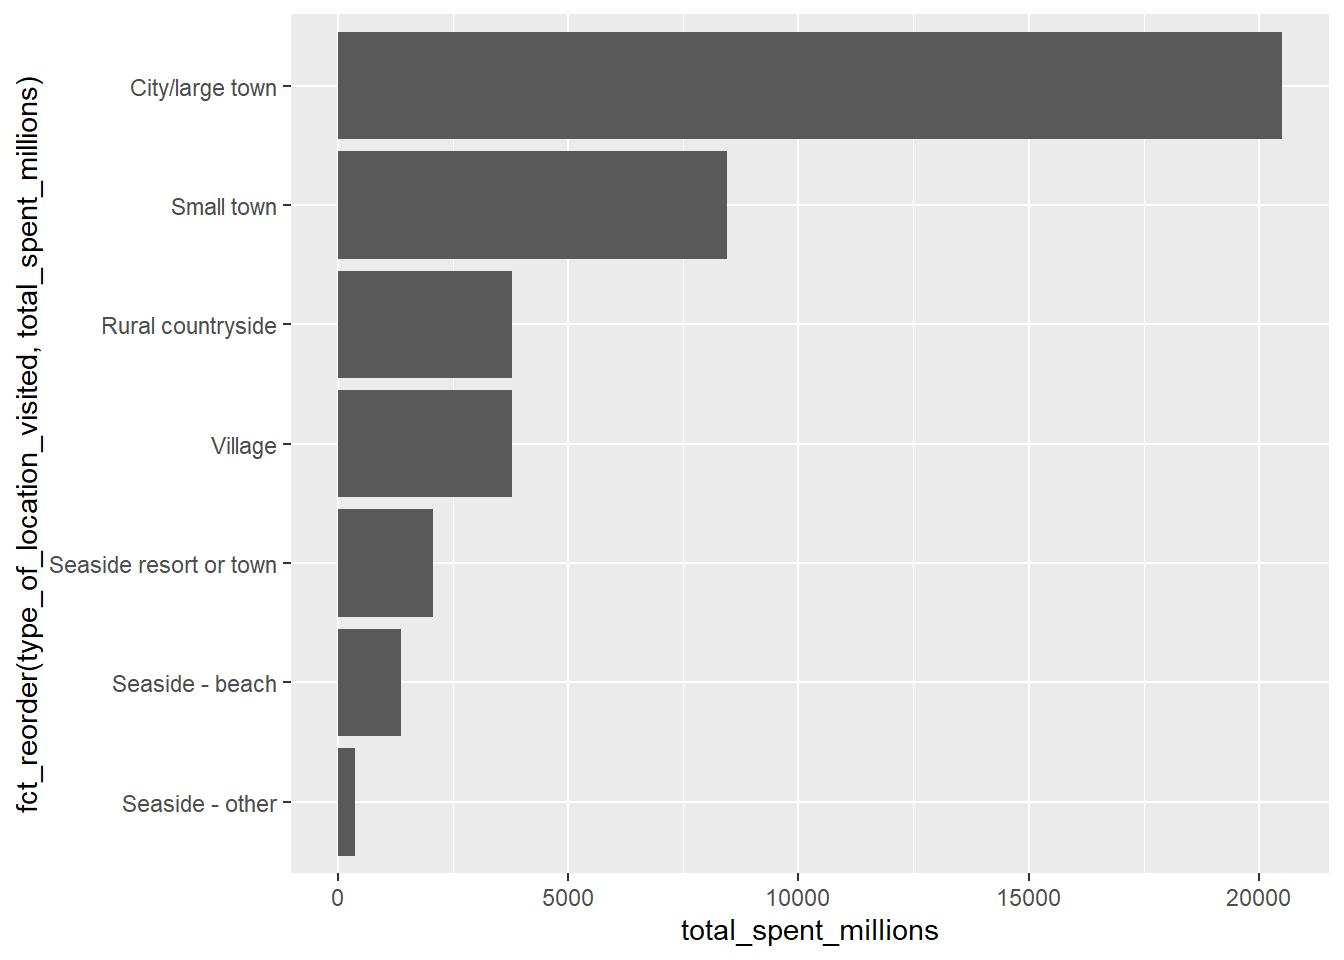 fct_reorder(type_of_location_visited, total_spent_millions)
City/large town
Small town
Rural countryside
Village
Seaside resort or town
Seaside - beach
Seaside - other
0 5000 10000 15000 20000
total_spent_millions